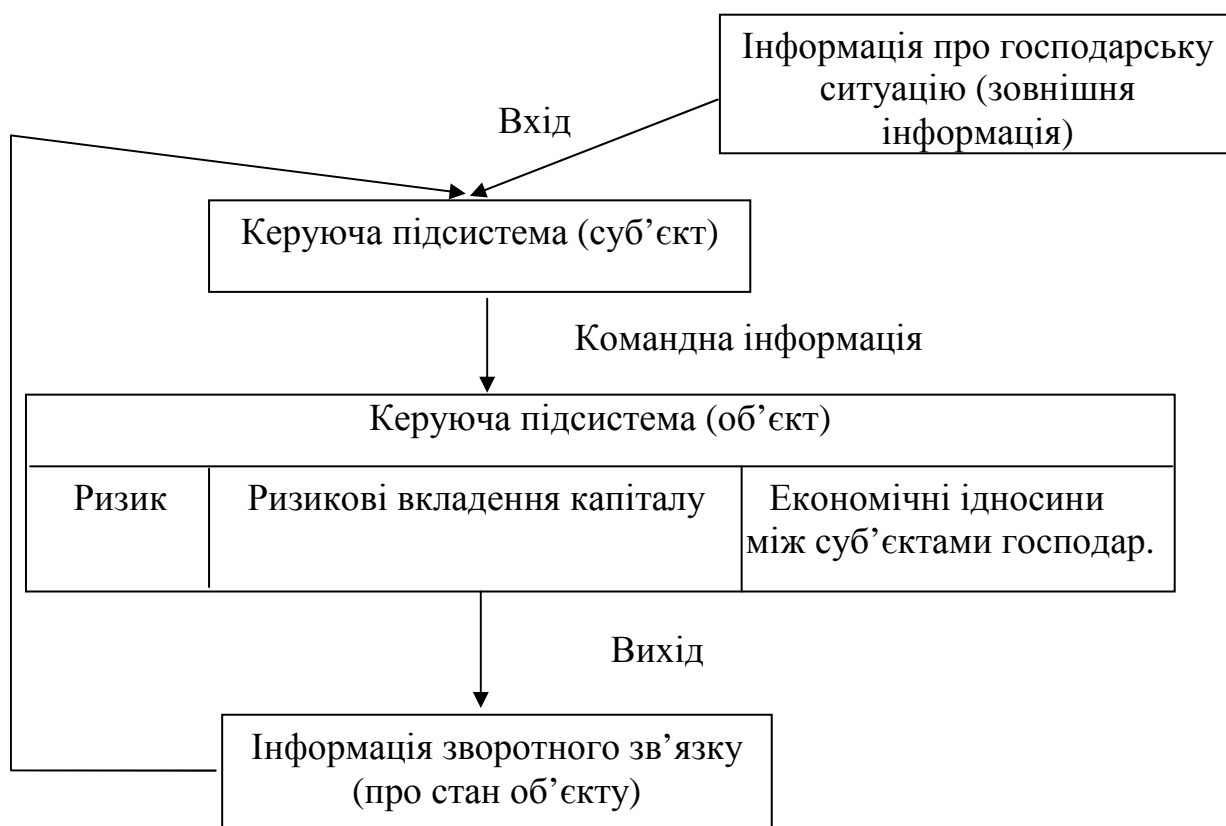 Інформація про господарську
ситуацію (зовнішня
інформація)
Вхід
Керуюча підсистема (суб’єкт)
Командна інформація
Керуюча підсистема (об’єкт)
Ризик
Ризикові вкладення капіталу
Економічні ідносини
між суб’єктами господар.
Вихід
Інформація зворотного зв’язку
(про стан об’єкту)